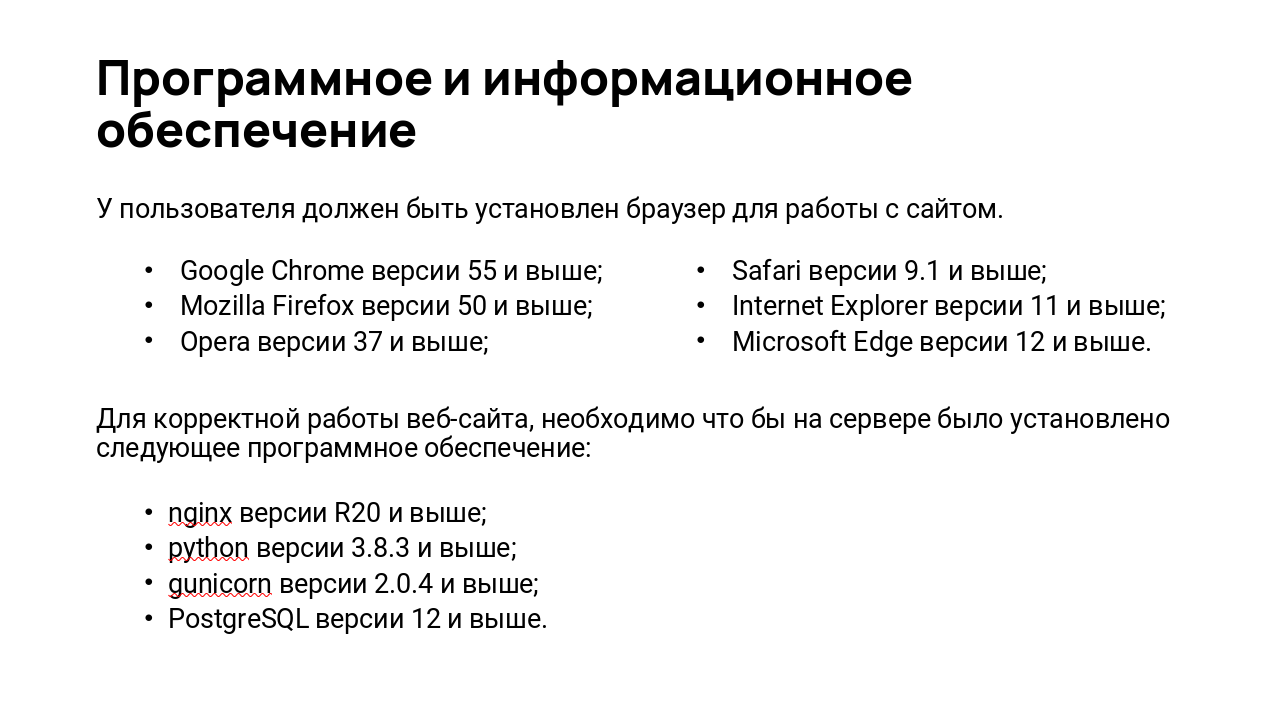 Программное и информационное
обеспечение
У пользователя должен быть установлен браузер для работы с сайтом.
• Google Chrome версии 55 и выше;
• Mozilla Firefox версии 50 и выше;
• Opera версии 37 и выше;
• Safari версии 9.1 и выше;
• Internet Explorer версии 11 и выше;
• Microsoft Edge версии 12 и выше.
Для корректной работы веб-сайта, необходимо что бы на сервере было установлено
следующее программное обеспечение:
• nginx версии R20 и выше;
• python версии 3.8.3 и выше;
• gunicorn версии 2.0.4 и выше;
• PostgreSQL версии 12 и выше.